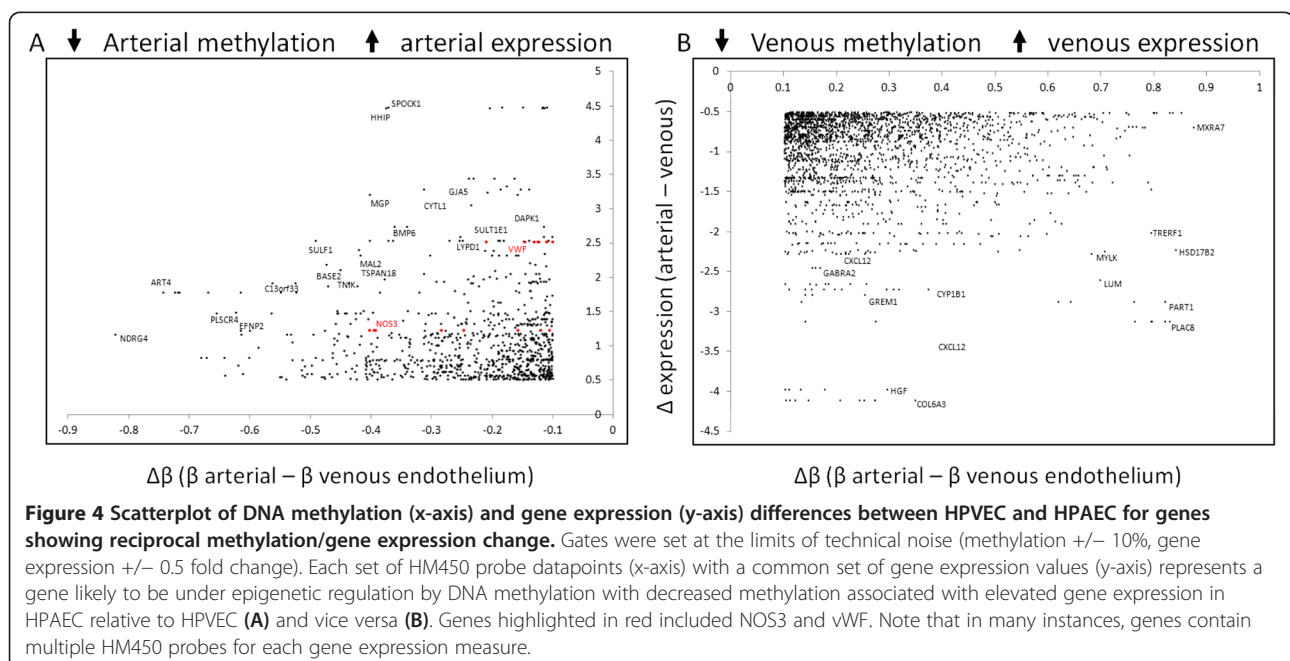 A ↓ Arterial methylation ↑ arterial expression
5
4.5
4
3.5
3
2.5
2
1.5
1
0.5
0
-0.9 -0.8 -0.7 -0.6 -0.5 -0.4 -0.3 -0.2 -0.1 0
SPOCK1
HHIP
GJA5
MGP
CYTL1
DAPK1
BMP6
SULT1E1
SULF1
LYPD1
VWF
MAL2
BASE2
TSPAN18
ART4
C13orf33
TNIK
PLSCR4
EFNP2
NOS3
NDRG4
Δβ (β arterial – β venous endothelium)
B ↓ Venous methylation ↑ venous expression
0 0.1 0.2 0.3 0.4 0.5 0.6 0.7 0.8 0.9 1
0
-0.5
-1
-1.5
-2
-2.5
-3
-3.5
-4
-4.5
Δ expression (arterial – venous)
MXRA7
TRERF1
HSD17B2
MYLK
CXCL12
GABRA2
LUM
CYP1B1
GREM1
PART1
PLAC8
CXCL12
HGF
COL6A3
Δβ (β arterial – β venous endothelium)
Figure 4 Scatterplot of DNA methylation (x-axis) and gene expression (y-axis) differences between HPVEC and HPAEC for genes
showing reciprocal methylation/gene expression change. Gates were set at the limits of technical noise (methylation +/− 10%, gene
expression +/− 0.5 fold change). Each set of HM450 probe datapoints (x-axis) with a common set of gene expression values (y-axis) represents a
gene likely to be under epigenetic regulation by DNA methylation with decreased methylation associated with elevated gene expression in
HPAEC relative to HPVEC (A) and vice versa (B). Genes highlighted in red included NOS3 and vWF. Note that in many instances, genes contain
multiple HM450 probes for each gene expression measure.